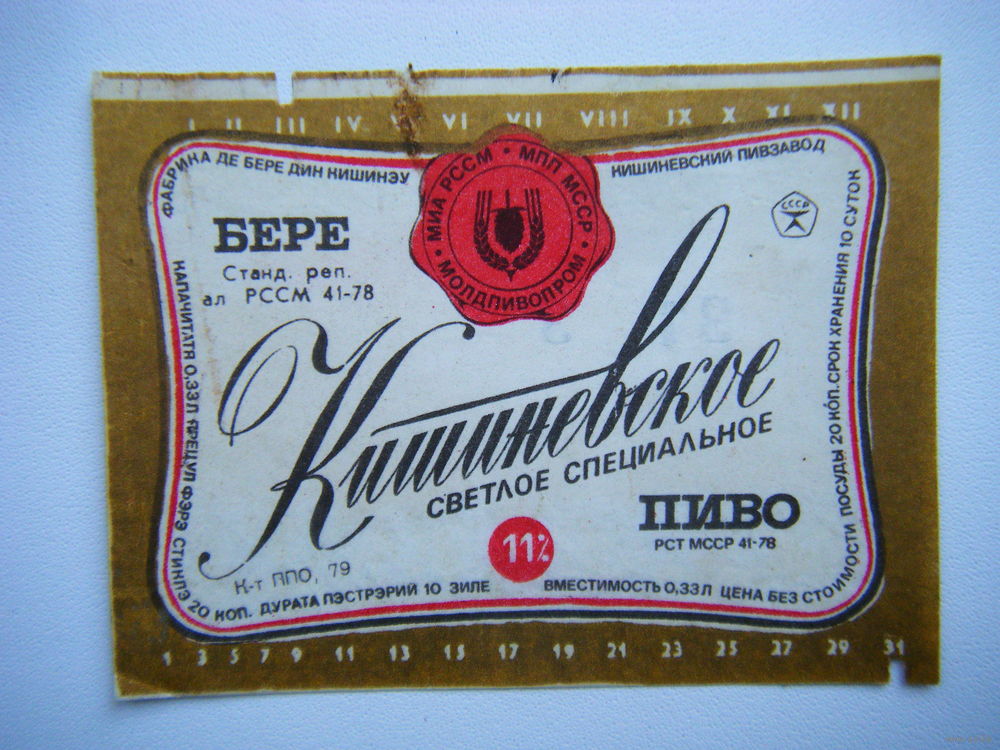 I II III IV V VI VII VIII IX X XI XII
ФАБРИКА ДЕ БЕРЕ ДИН КИШИНЭУ
КИШИНЕВСКИЙ ПИВЗАВОД
МИА РССМ • МПП МССР • МОЛДПИВОПРОМ •
СССР
БЕРЕ
Станд. реп.
ал РССМ 41-78
Кишиневское
СВЕТЛОЕ СПЕЦИАЛЬНОЕ
ПИВО
РСТ МССР 41-78
11%
К-т ППО, 79
КАПАЧИТАТЯ 0,33Л ПРЕЦУЛ ФЭРЭ СТИКЛЭ 20 КОП. ДУРАТА ПЭСТРЭРИЙ 10 ЗИЛЕ
ВМЕСТИМОСТЬ 0,33Л ЦЕНА БЕЗ СТОИМОСТИ ПОСУДЫ 20 КОП. СРОК ХРАНЕНИЯ 10 СУТОК
1 3 5 7 9 11 13 15 17 19 21 23 25 27 29 31